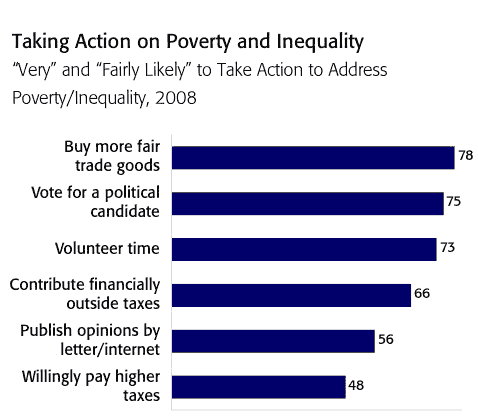 Taking Action on Poverty and Inequality
“Very” and “Fairly Likely” to Take Action to Address
Poverty/Inequality, 2008
Buy more fair
trade goods
78
Vote for a political
candidate
75
Volunteer time
73
Contribute financially
outside taxes
66
Publish opinions by
letter/internet
56
Willingly pay higher
taxes
48